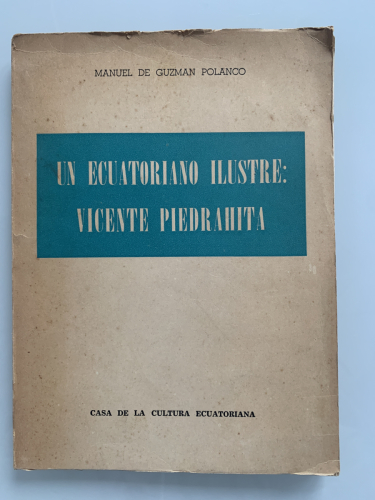 MANUEL DE GUZMAN POLANCO
UN ECUATORIANO ILUSTRE:
VICENTE PIEDRAHITA
CASA DE LA CULTURA ECUATORIANA